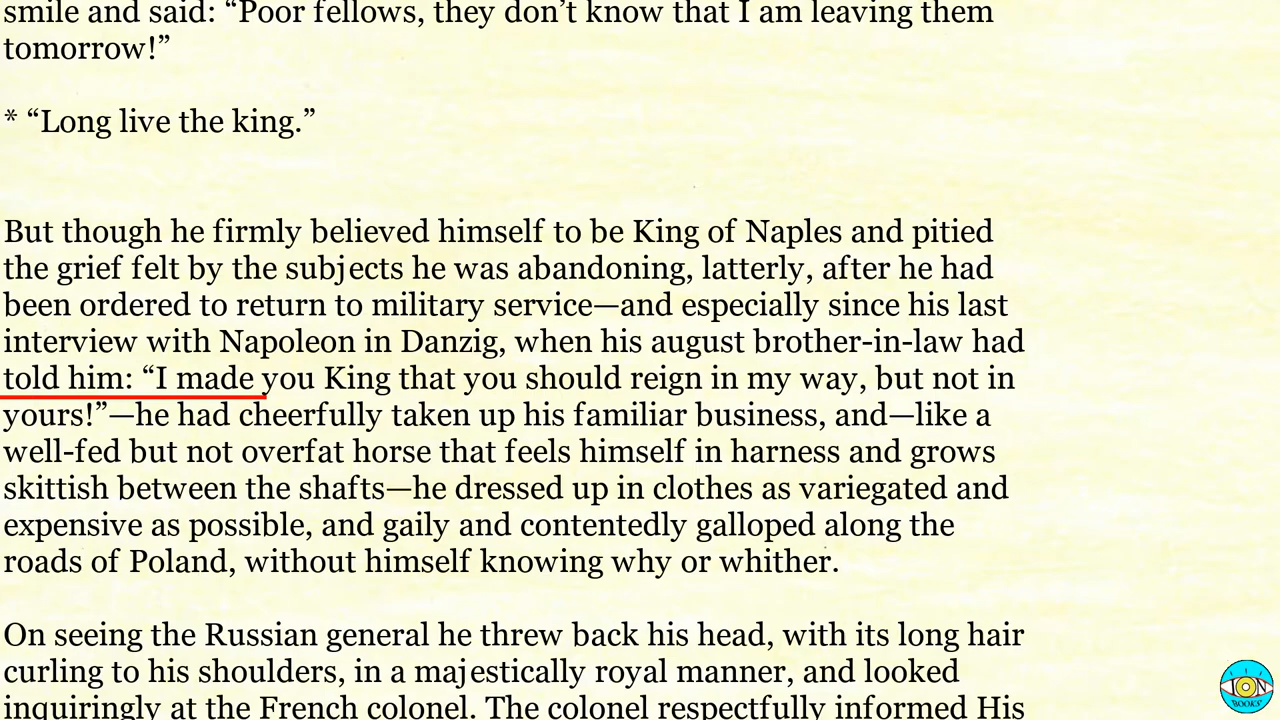 smile and said: “Poor fellows, they don’t know that I am leaving them
tomorrow!”
* “Long live the king.”
But though he firmly believed himself to be King of Naples and pitied
the grief felt by the subjects he was abandoning, latterly, after he had
been ordered to return to military service—and especially since his last
interview with Napoleon in Danzig, when his august brother-in-law had
told him: “I made you King that you should reign in my way, but not in
yours!”—he had cheerfully taken up his familiar business, and—like a
well-fed but not overfat horse that feels himself in harness and grows
skittish between the shafts—he dressed up in clothes as variegated and
expensive as possible, and gaily and contentedly galloped along the
roads of Poland, without himself knowing why or whither.
On seeing the Russian general he threw back his head, with its long hair
curling to his shoulders, in a majestically royal manner, and looked
inquiringly at the French colonel. The colonel respectfully informed His
ION
BOOKS